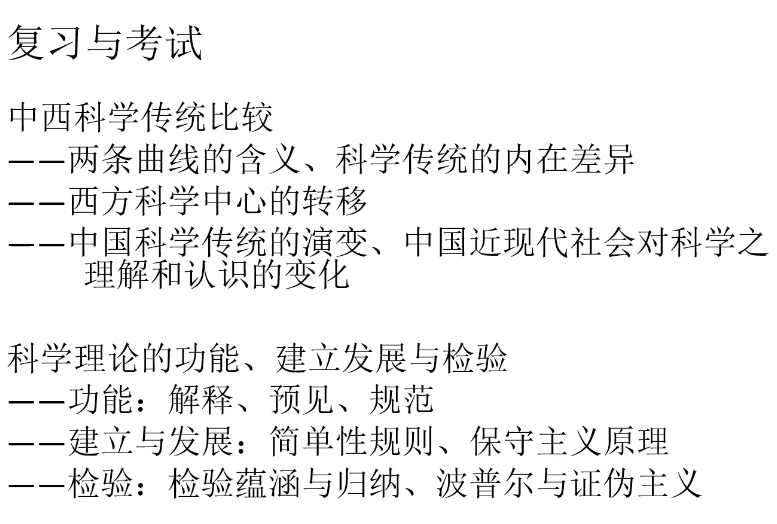 复习与考试
中西科学传统比较
——两条曲线的含义、科学传统的内在差异
——西方科学中心的转移
——中国科学传统的演变、中国近现代社会对科学之
理解和认识的变化
科学理论的功能、建立发展与检验
——功能：解释、预见、规范
——建立与发展：简单性规则、保守主义原理
——检验：检验蕴涵与归纳、波普尔与证伪主义